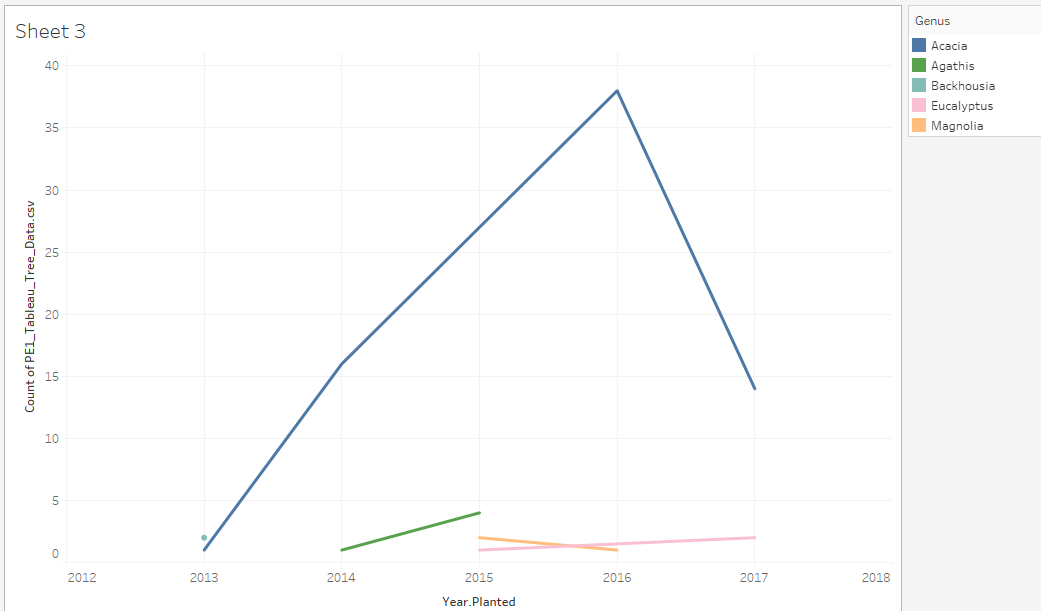 Sheet 3
40
35
30
25
20
15
10
5
0
Count of PE1_Tableau_Tree_Data.csv
2012 2013 2014 2015 2016 2017 2018
Year.Planted
Genus
Acacia
Agathis
Backhousia
Eucalyptus
Magnolia